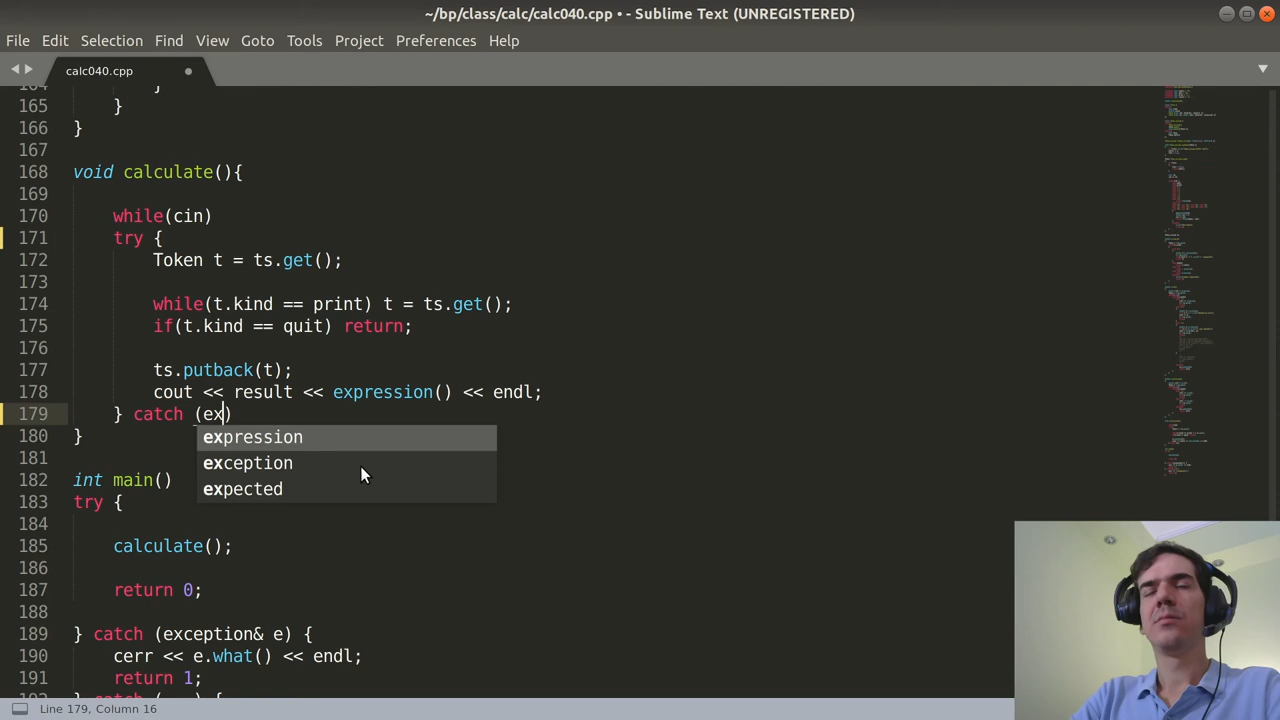 ~/bp/class/calc/calc040.cpp • - Sublime Text (UNREGISTERED)
File Edit Selection Find View Goto Tools Project Preferences Help
calc040.cpp
164 }
165 }
166 }
167
168 void calculate(){
169
170 while(cin)
171 try {
172 Token t = ts.get();
173
174 while(t.kind == print) t = ts.get();
175 if(t.kind == quit) return;
176
177 ts.putback(t);
178 cout << result << expression() << endl;
179 } catch (ex)
180 }
expression
181
exception
182 int main()
expected
183 try {
184
185 calculate();
186
187 return 0;
188
189 } catch (exception& e) {
190 cerr << e.what() << endl;
191 return 1;
192 } catch (...) {
Line 179, Column 16